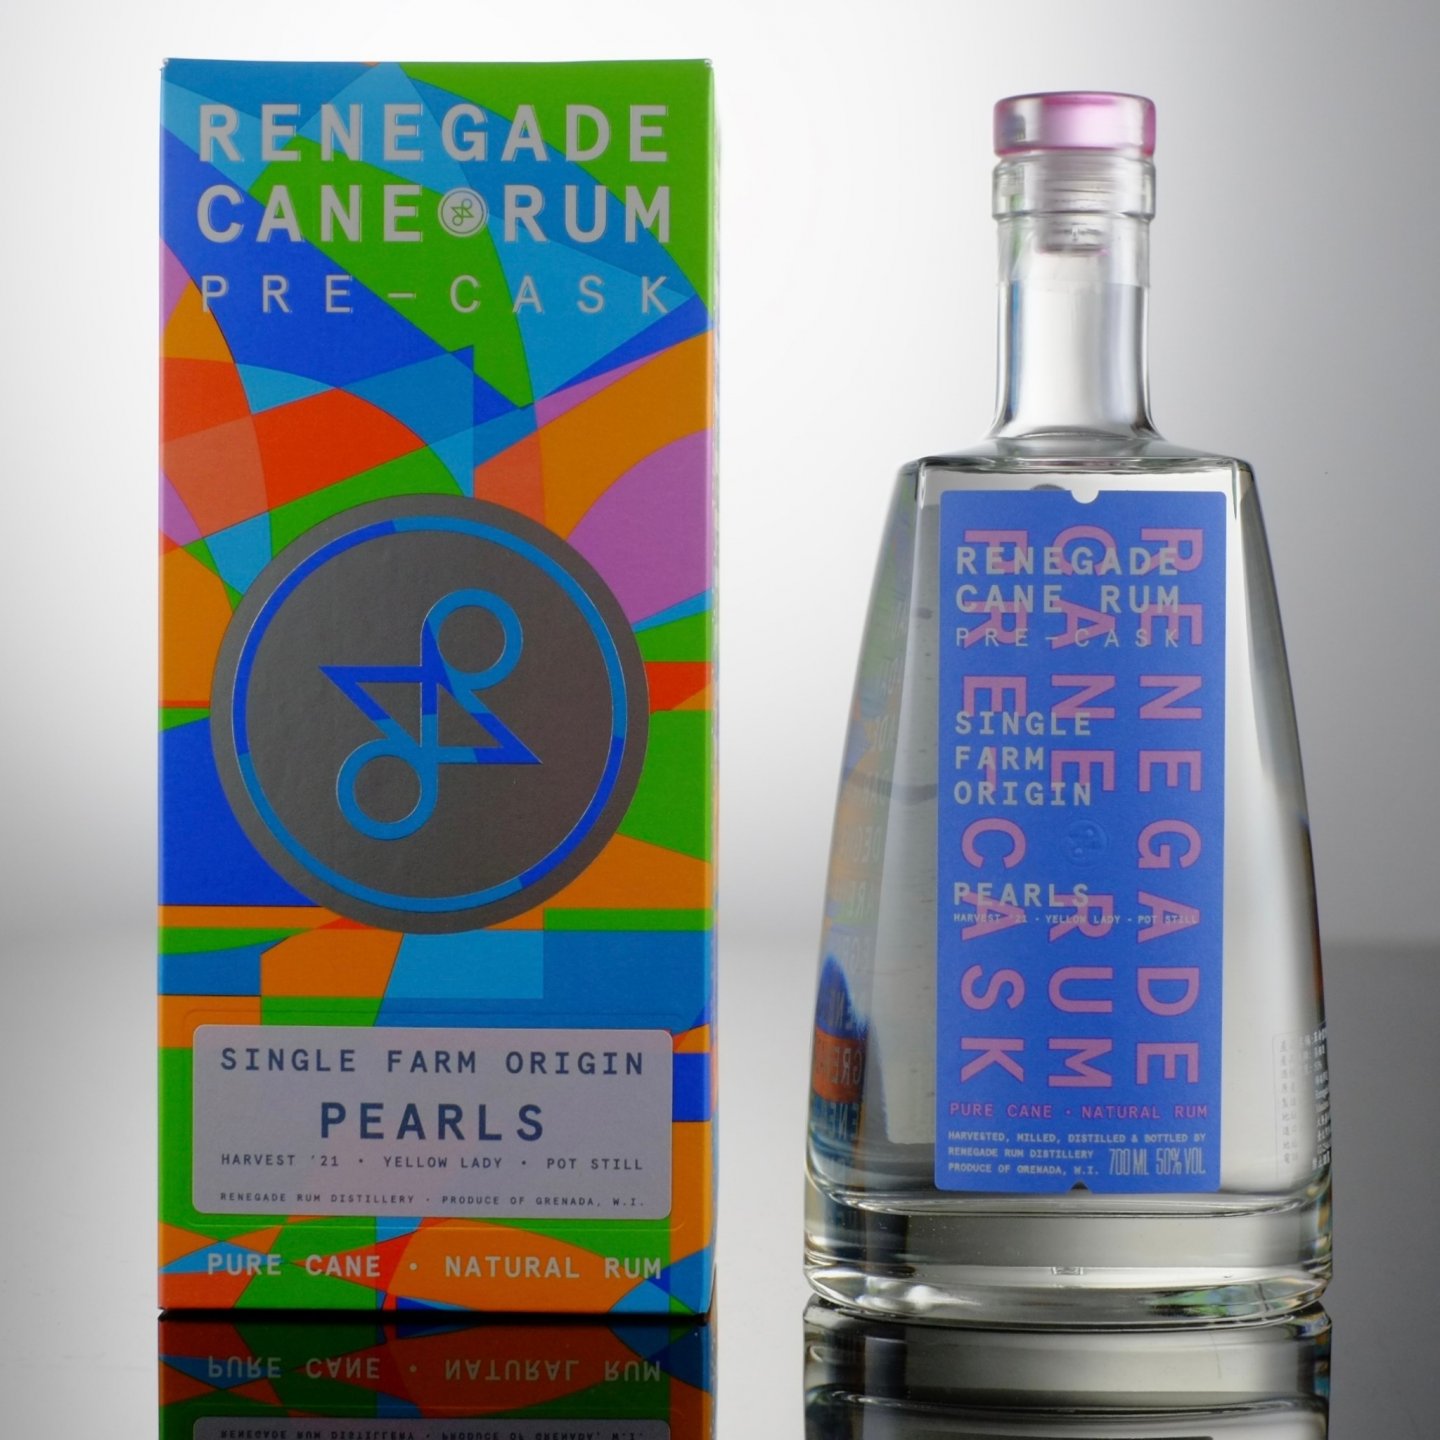 RENEGADE
CANE RUM
PRE-CASK
SINGLE FARM ORIGIN
PEARLS
HARVEST '21 • YELLOW LADY • POT STILL
RENEGADE RUM DISTILLERY • PRODUCE OF GRENADA, W.I.
PURE CANE • NATURAL RUM
RENEGADE
CANE RUM
PRE-CASK
RENEGADE
CANE RUM
PRE-CASK
SINGLE
FARM
ORIGIN
PEARLS
HARVEST '21 • YELLOW LADY • POT STILL
PURE CANE • NATURAL RUM
HARVESTED, MILLED, DISTILLED & BOTTLED BY
RENEGADE RUM DISTILLERY 700 ML 50% VOL
PRODUCE OF GRENADA, W.I.